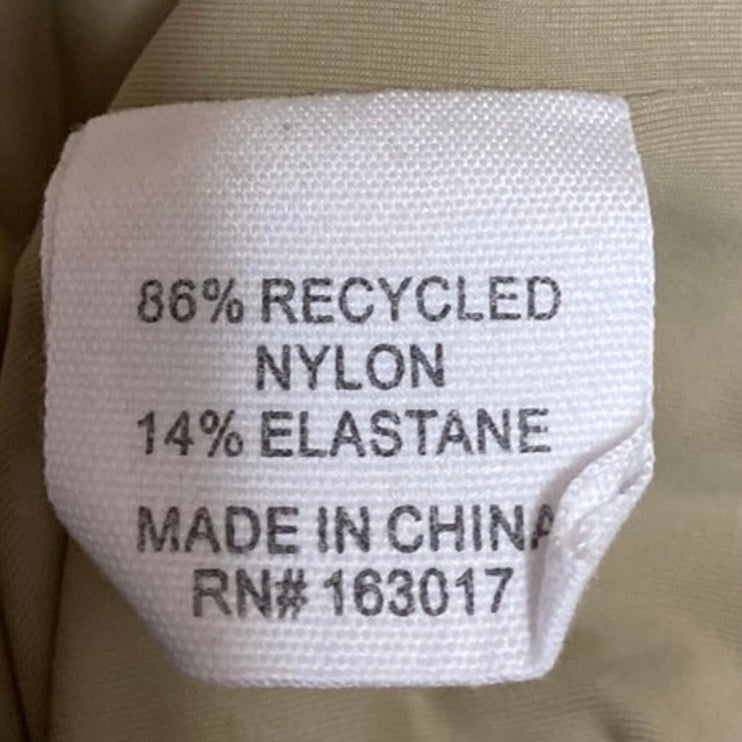 86% RECYCLED
NYLON
14% ELASTANE
MADE IN CHINA
RN# 163017